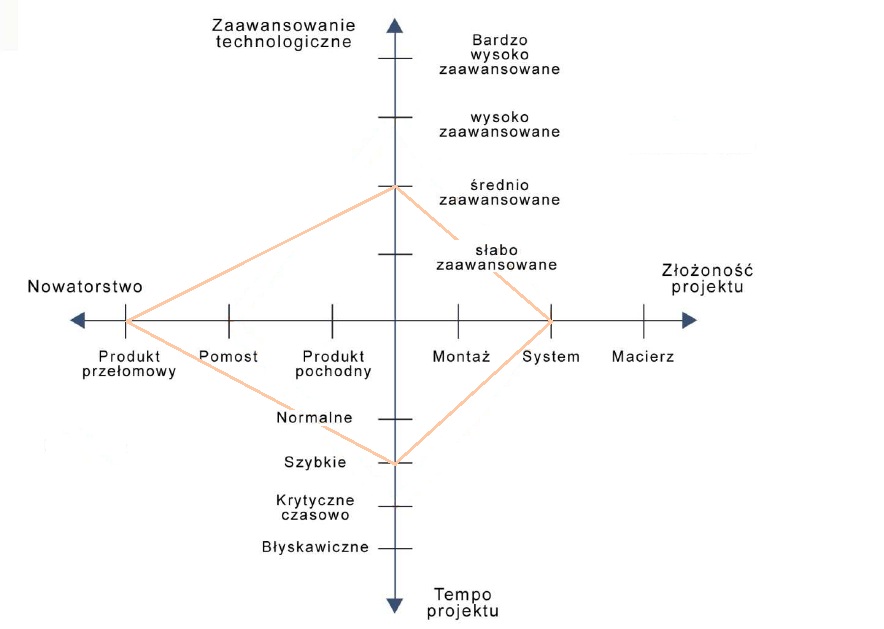 Zaawansowanie
technologiczne
Bardzo
wysoko
zaawansowane
wysoko
zaawansowane
średnio
zaawansowane
słabo
zaawansowane
Nowatorstwo
Złożoność
projektu
Produkt
przełomowy
Pomost
Produkt
pochodny
Montaż
System
Macierz
Normalne
Szybkie
Krytyczne
czasowo
Błyskawiczne
Tempo
projektu